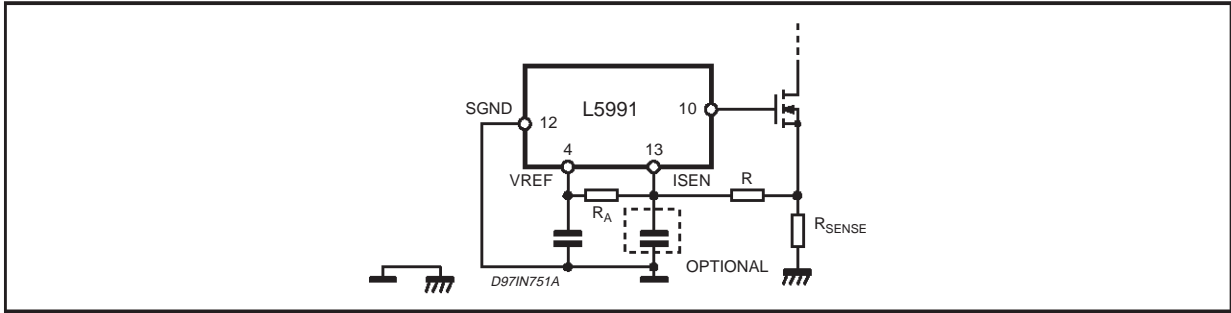 SGND
12
L5991
10
4
13
VREF
ISEN
R
RA
RSENSE
OPTIONAL
D97IN751A